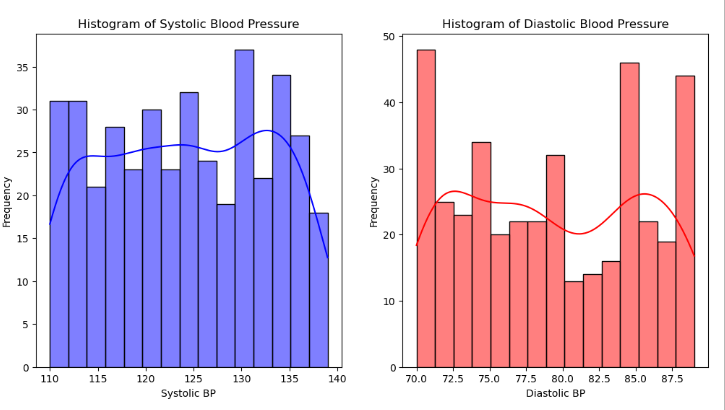 Histogram of Systolic Blood Pressure
Frequency
35
30
25
20
15
10
5
0
110 115 120 125 130 135 140
Systolic BP
Histogram of Diastolic Blood Pressure
Frequency
50
40
30
20
10
0
70.0 72.5 75.0 77.5 80.0 82.5 85.0 87.5
Diastolic BP